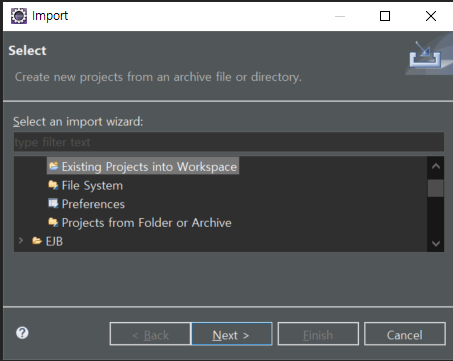 Import
Select
Create new projects from an archive file or directory.
Select an import wizard:
type filter text
Existing Projects into Workspace
File System
Preferences
Projects from Folder or Archive
EJB
< Back Next > Finish Cancel